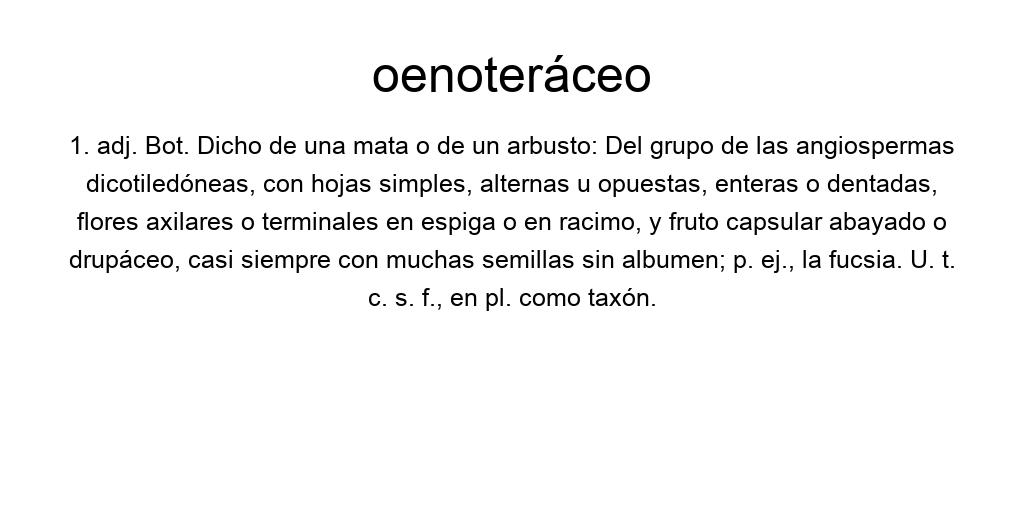 oenoteráceo
1. adj. Bot. Dicho de una mata o de un arbusto: Del grupo de las angiospermas
dicotiledóneas, con hojas simples, alternas u opuestas, enteras o dentadas,
flores axilares o terminales en espiga o en racimo, y fruto capsular abayado o
drupáceo, casi siempre con muchas semillas sin albumen; p. ej., la fucsia. U. t.
c. s. f., en pl. como taxón.